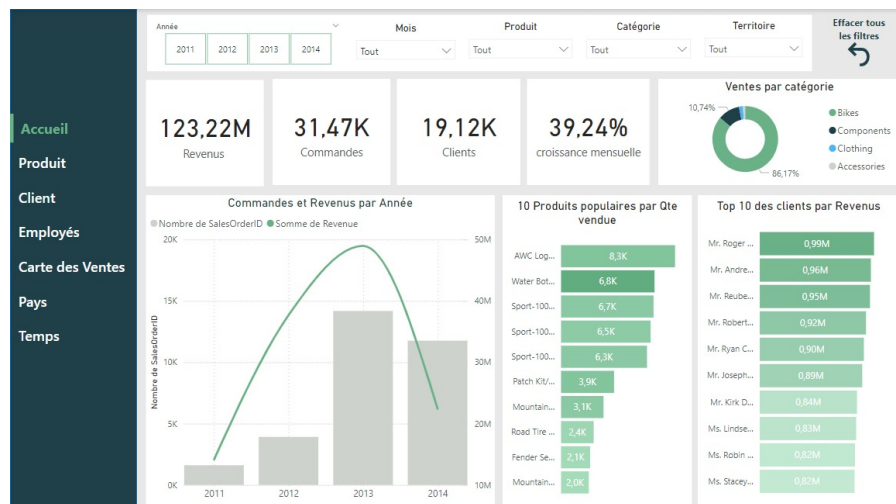 Accueil
Produit
Client
Employés
Carte des Ventes
Pays
Temps
Année
2011
2012
2013
2014
Mois
Tout
Produit
Tout
Catégorie
Tout
Territoire
Tout
Effacer tous
les filtres
123,22M
Revenus
31,47K
Commandes
19,12K
Clients
39,24%
croissance mensuelle
Ventes par catégorie
10,74%
86,17%
Bikes
Components
Clothing
Accessories
Commandes et Revenus par Année
Nombre de SalesOrderID
Somme de Revenue
Nombre de SalesOrderID
20K
15K
10K
5K
0K
50M
40M
30M
20M
10M
2011
2012
2013
2014
10 Produits populaires par Qte
vendue
AWC Log... 8,3K
Water Bot... 6,8K
Sport-100... 6,7K
Sport-100... 6,5K
Sport-100... 6,3K
Patch Kit/... 3,9K
Mountain... 3,1K
Road Tire ... 2,4K
Fender Se... 2,1K
Mountain... 2,0K
Top 10 des clients par Revenus
Mr. Roger ... 0,99M
Mr. Andre... 0,96M
Mr. Reube... 0,95M
Mr. Robert... 0,92M
Mr. Ryan C... 0,90M
Mr. Joseph... 0,89M
Mr. Kirk D... 0,84M
Ms. Lindse... 0,83M
Ms. Robin ... 0,82M
Ms. Stacey... 0,82M